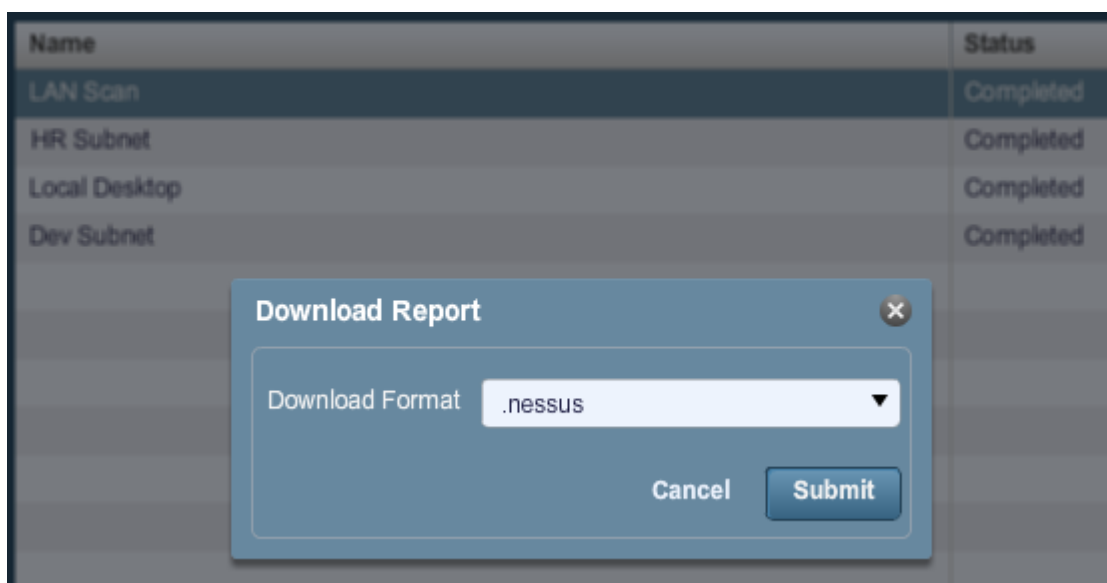 Name Status
LAN Scan Completed
HR Subnet Completed
Local Desktop Completed
Dev Subnet Completed
Download Report
Download Format .nessus
Cancel Submit